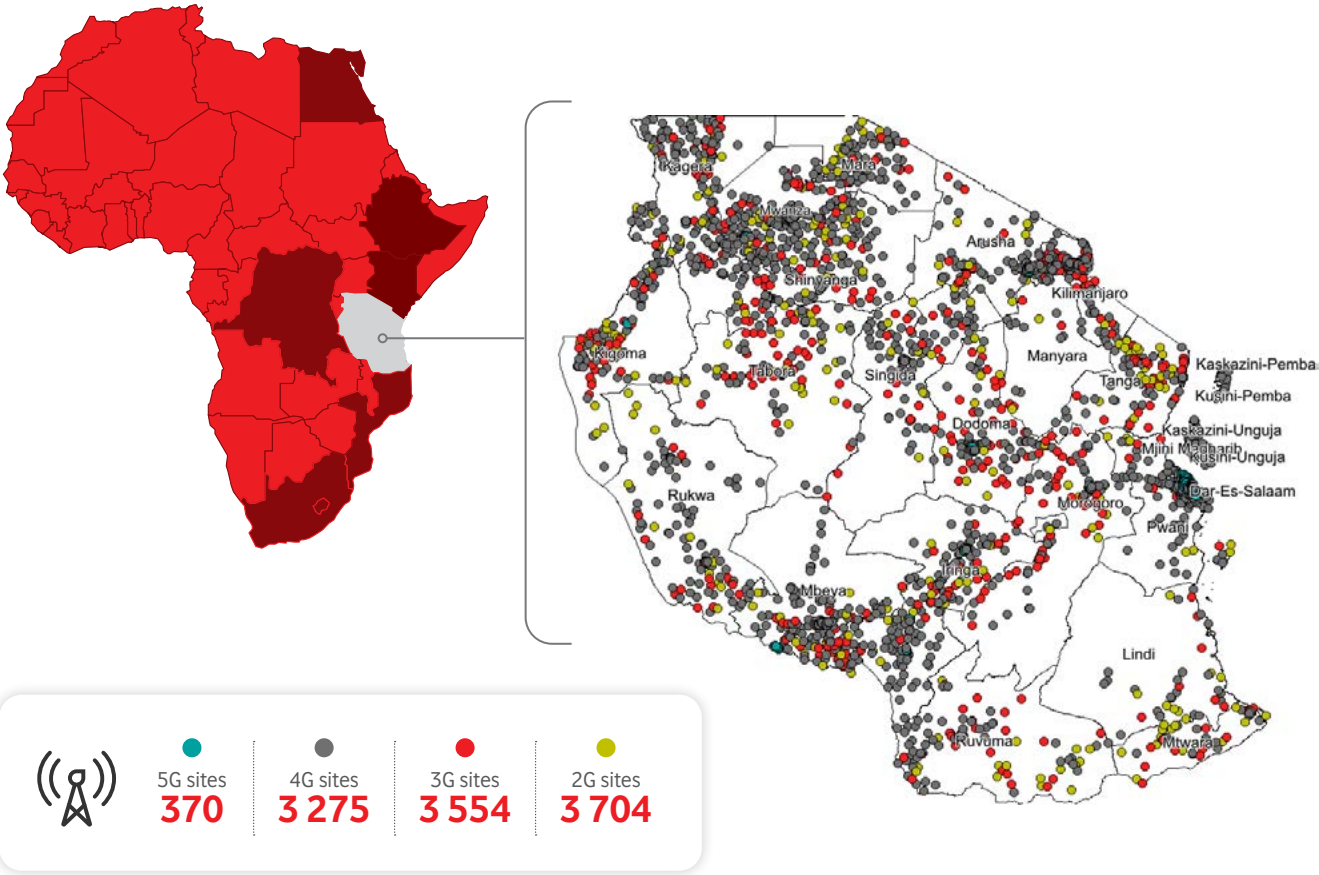 Kagera
Mara
Mwanza
Arusha
Shinyanga
Kilimanjaro
Kigoma
Tabora
Singida
Manyara
Tanga
Kaskazini-Pemba
Kusini-Pemba
Dodoma
Kaskazini-Unguja
Mjini Magharib
Kusini-Unguja
Rukwa
Morogoro
Dar-Es-Salaam
Pwani
Iringa
Mbeya
Lindi
Ruvuma
Mtwara
5G sites
370
4G sites
3 275
3G sites
3 554
2G sites
3 704